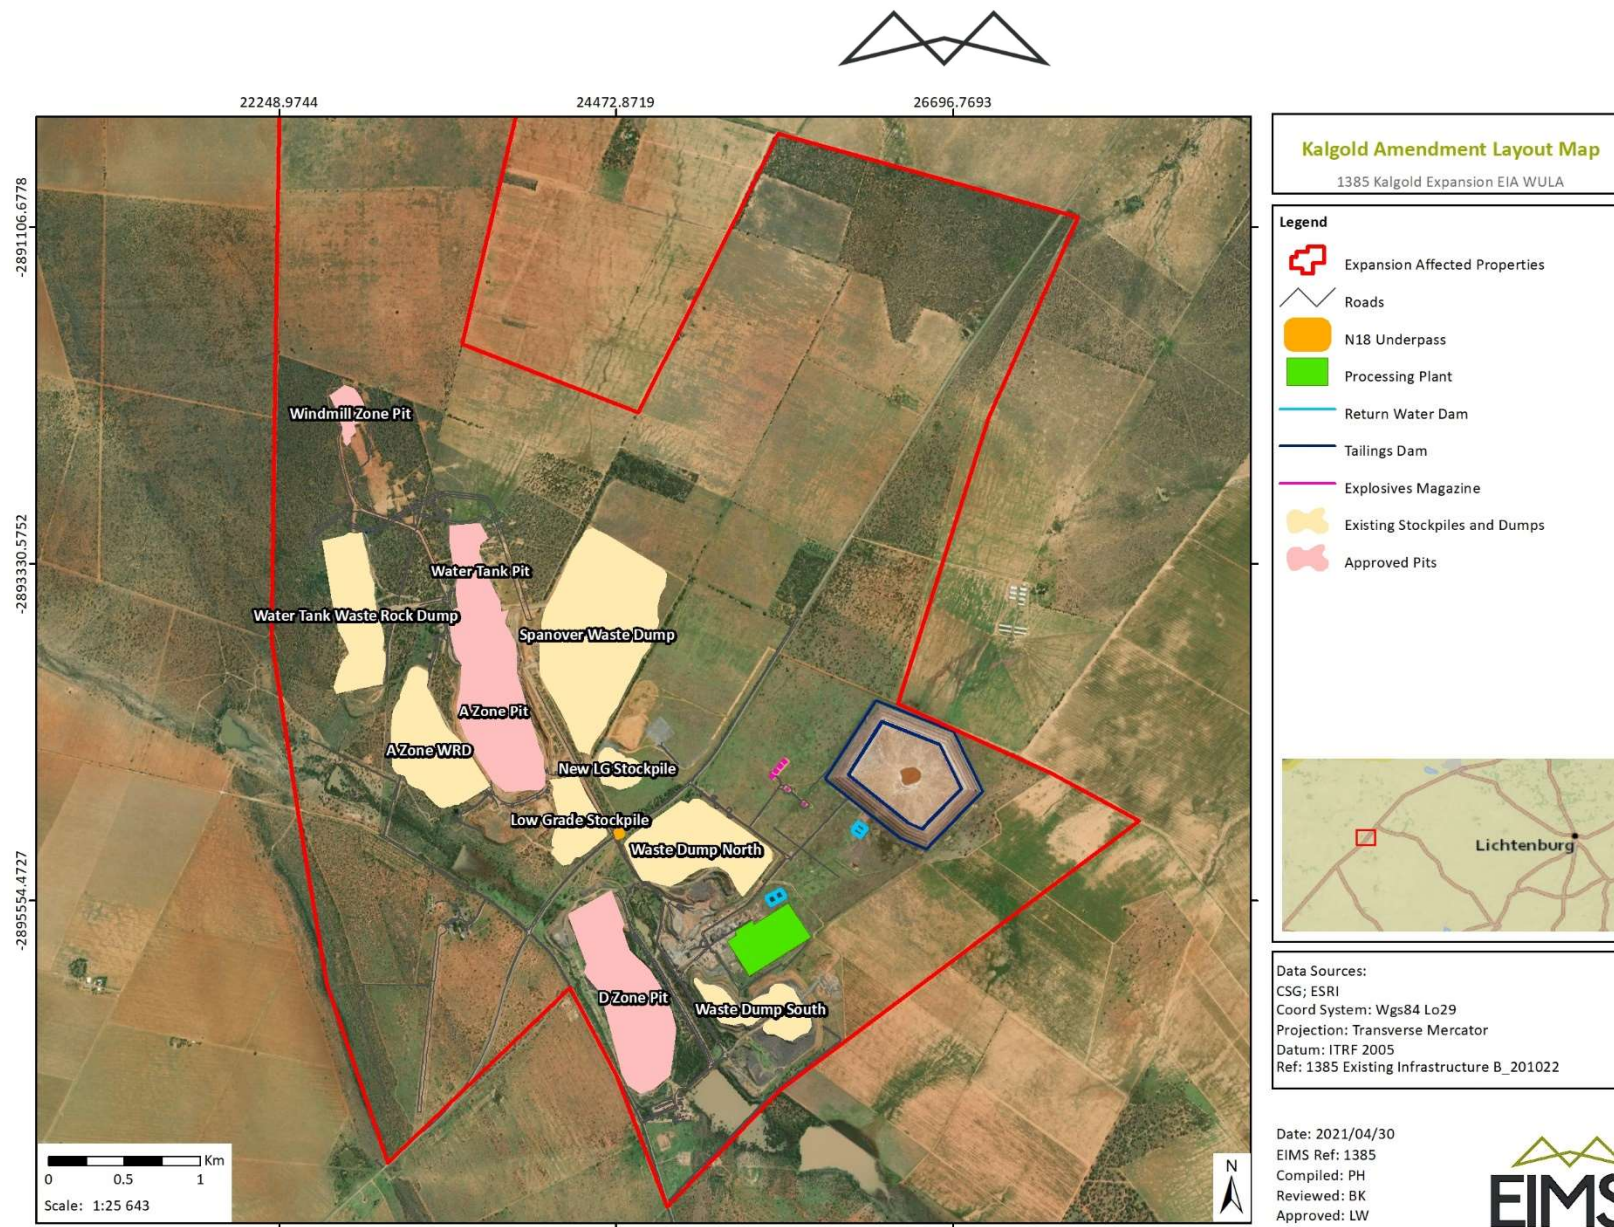 22248.9744
24472.8719
26696.7693
-2891106.6778
-2893330.5752
-2895554.4727
Windmill Zone Pit
Water Tank Pit
Water Tank Waste Rock Dump
Spanover Waste Dump
A Zone Pit
A Zone WRD
New LG Stockpile
Low Grade Stockpile
Waste Dump North
D Zone Pit
Waste Dump South
Km
0 0.5 1
Scale: 1:25 643
N
Kalgold Amendment Layout Map
1385 Kalgold Expansion EIA WULA
Legend
Expansion Affected Properties
Roads
N18 Underpass
Processing Plant
Return Water Dam
Tailings Dam
Explosives Magazine
Existing Stockpiles and Dumps
Approved Pits
Lichtenburg
Data Sources:
CSG; ESRI
Coord System: Wgs84 Lo29
Projection: Transverse Mercator
Datum: ITRF 2005
Ref: 1385 Existing Infrastructure B_201022
Date: 2021/04/30
EIMS Ref: 1385
Compiled: PH
Reviewed: BK
Approved: LW
EIMS